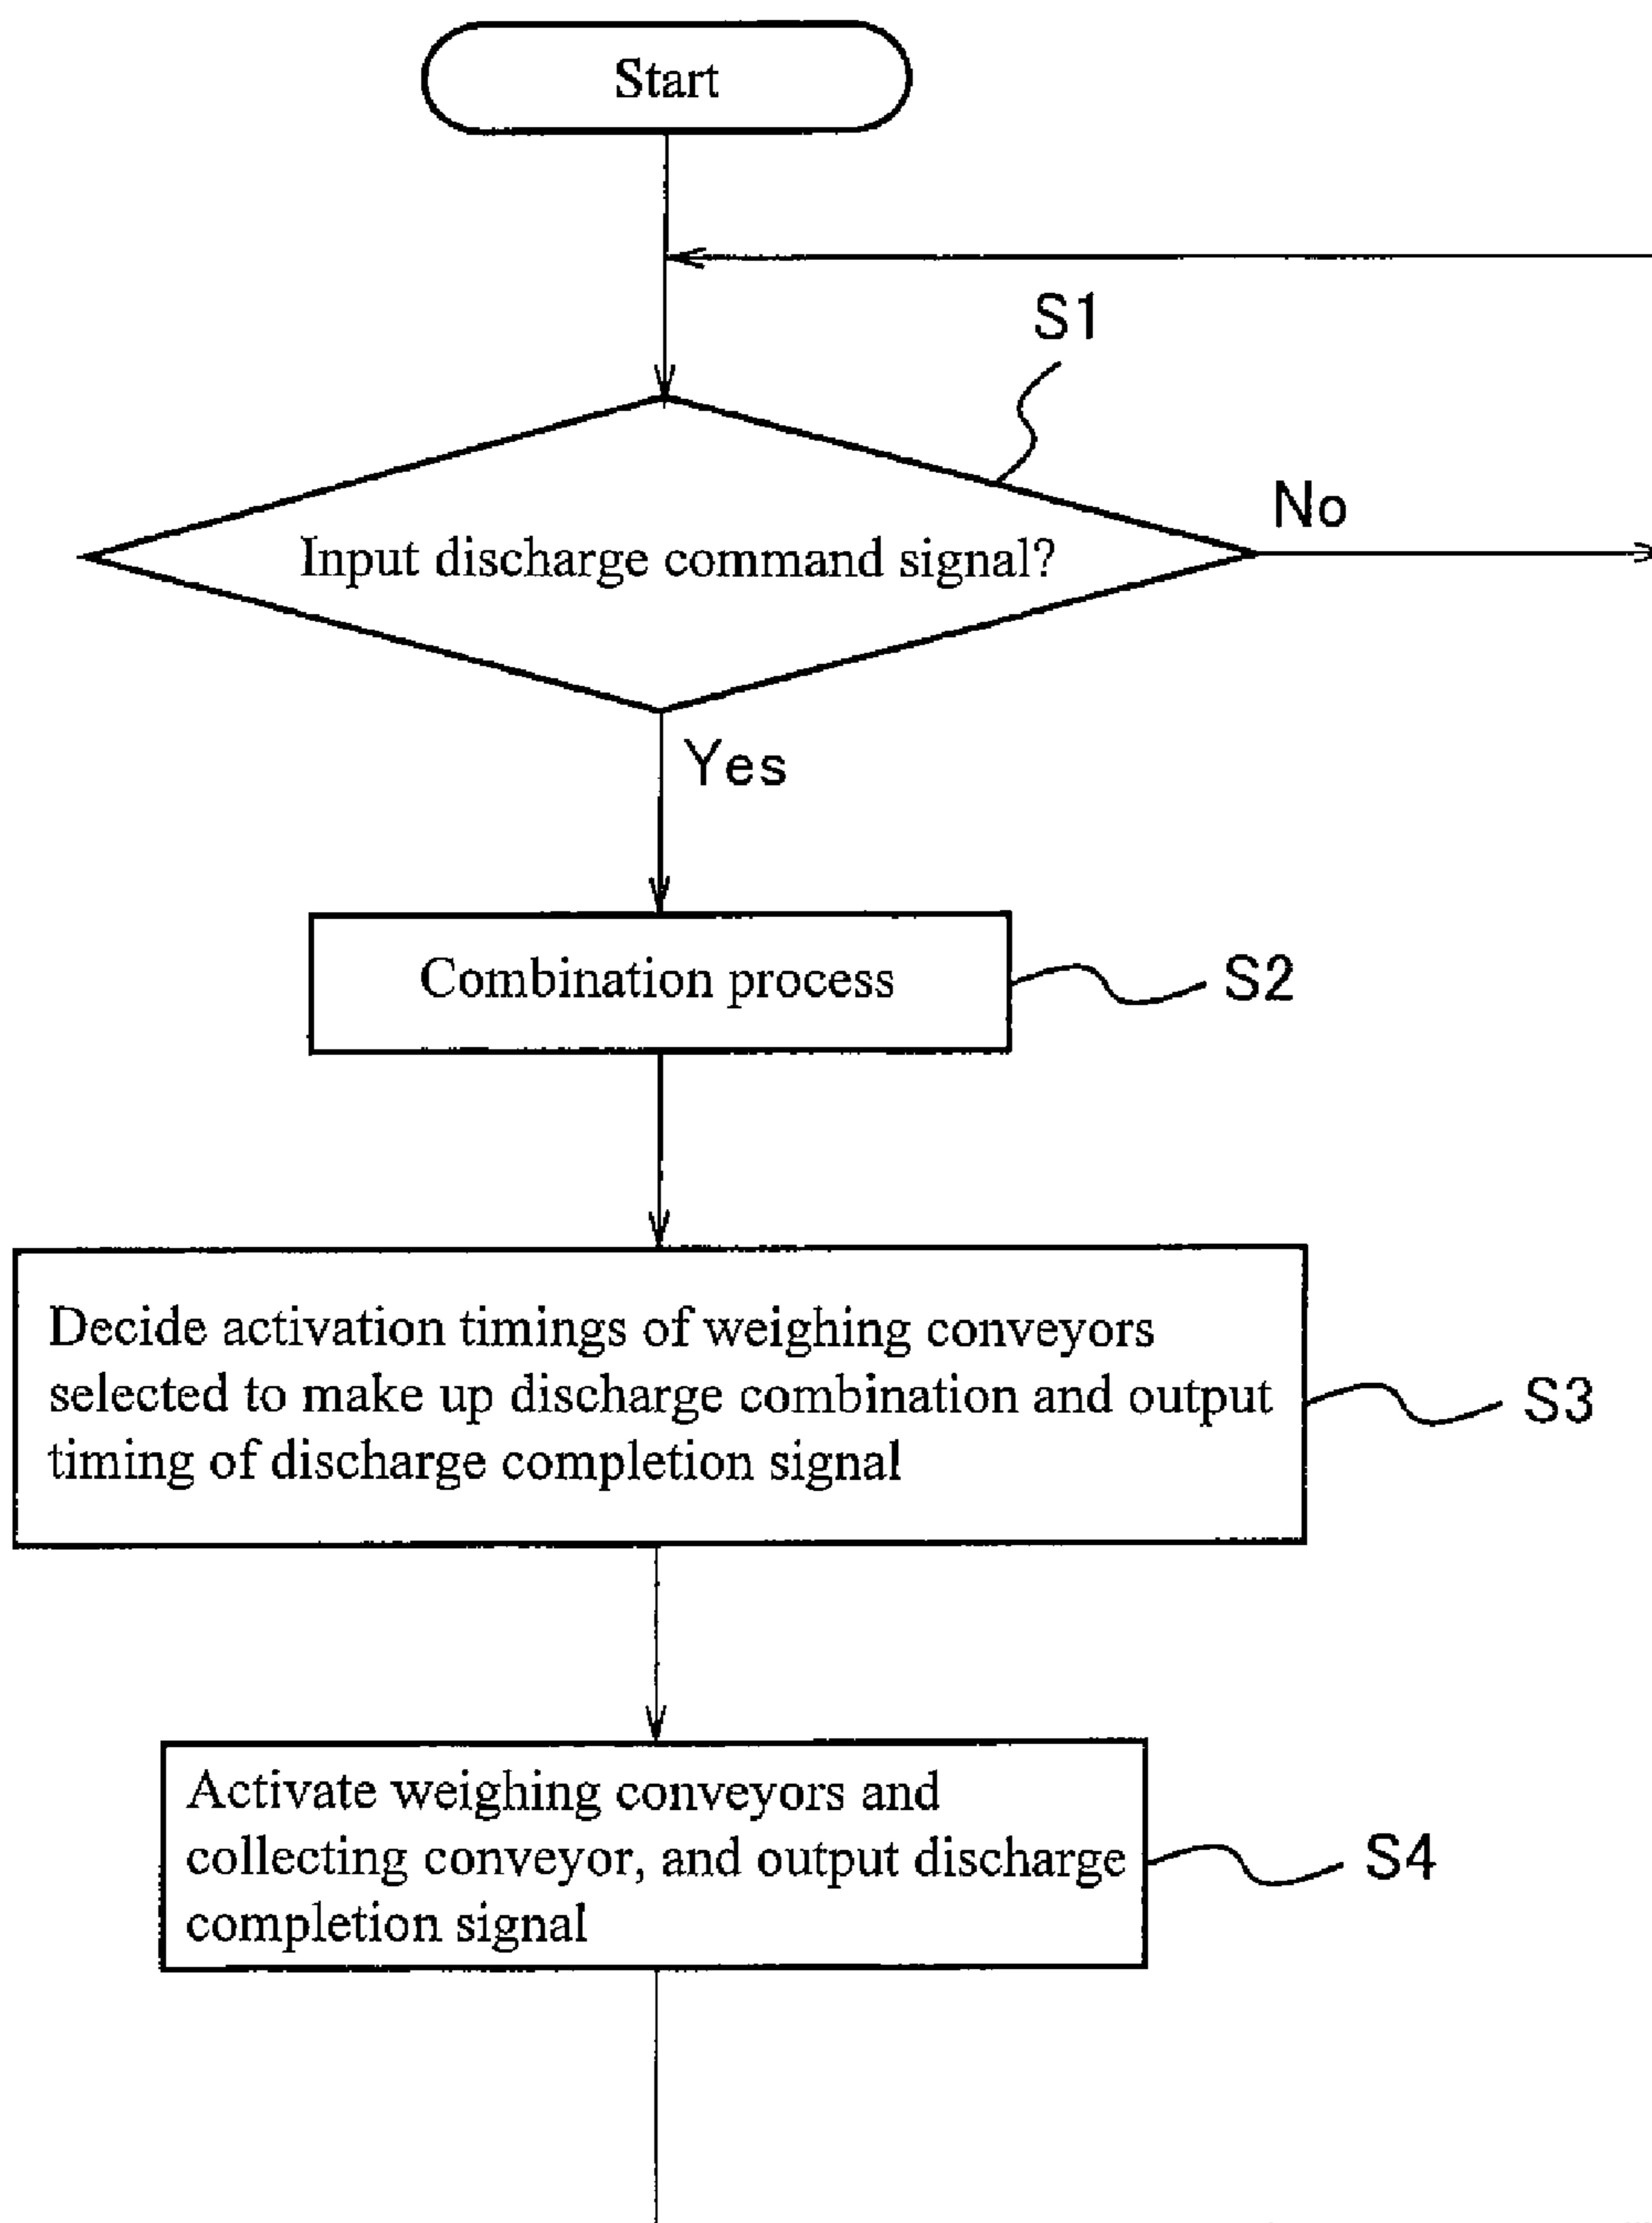 Start
S1
Input discharge command signal?
No
Yes
Combination process
S2
Decide activation timings of weighing conveyors
selected to make up discharge combination and output
timing of discharge completion signal
S3
Activate weighing conveyors and
collecting conveyor, and output discharge
completion signal
S4